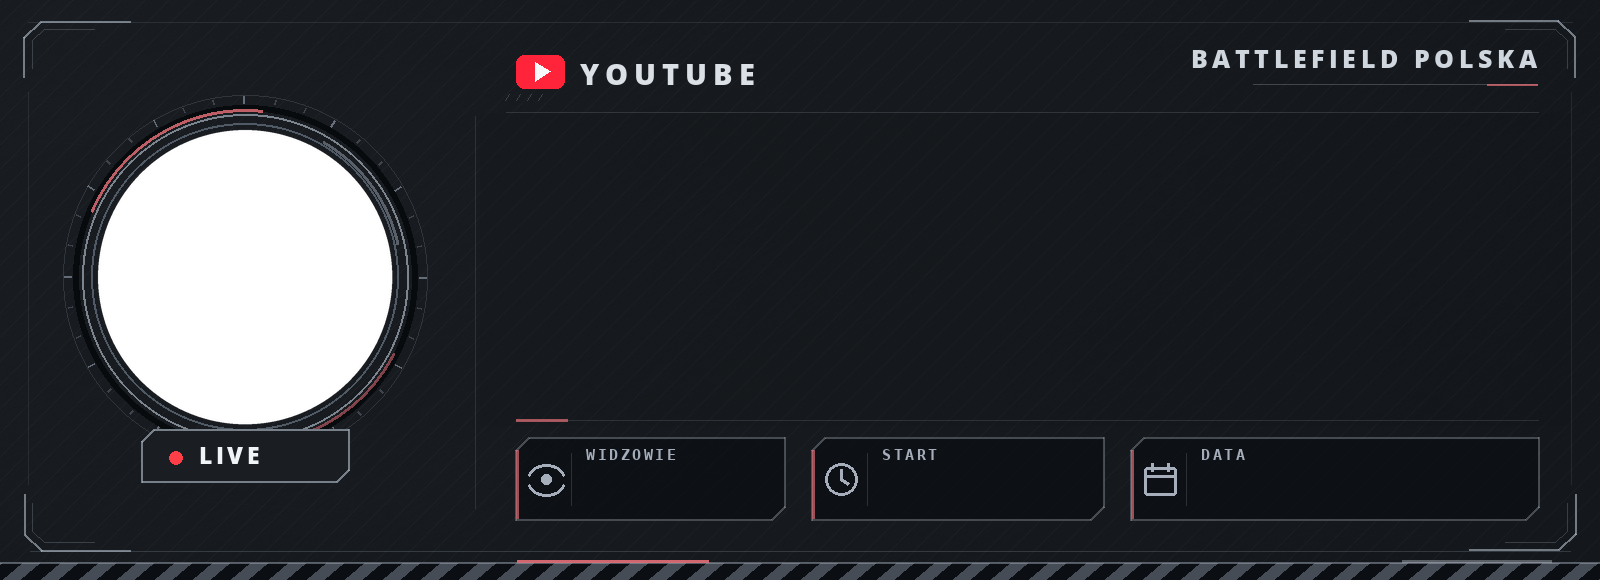 YOUTUBE
BATTLEFIELD POLSKA
LIVE
WIDZOWIE
START
DATA